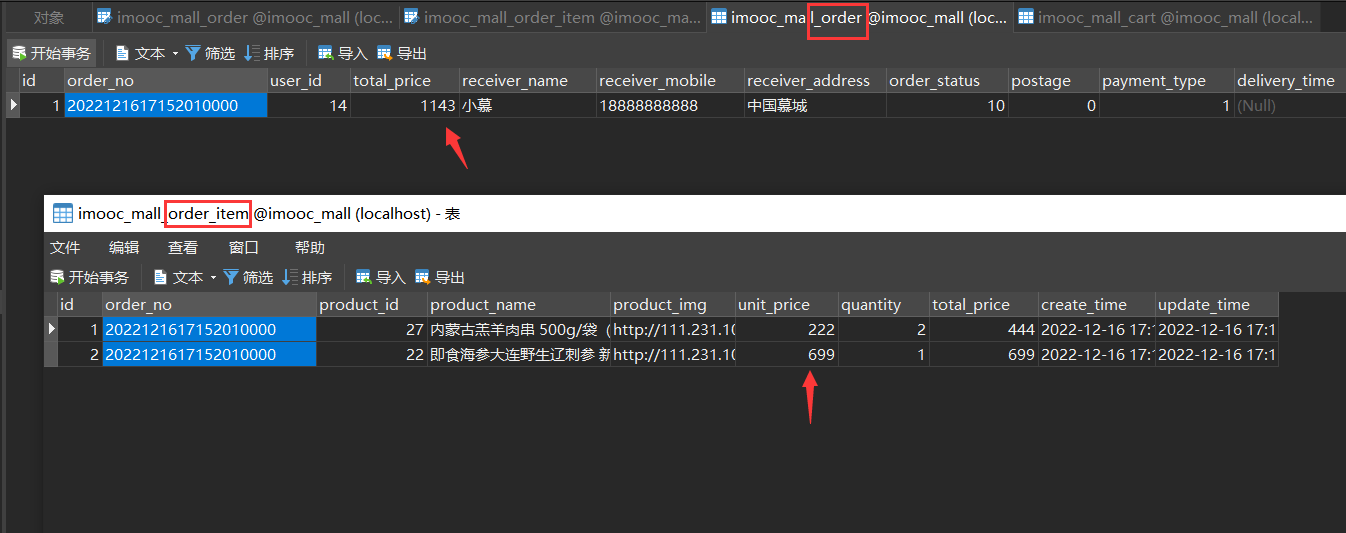 对象 imooc_mall_order @imooc_mall (loc... imooc_mall_order_item @imooc_ma... imooc_mall_order @imooc_mall (loc... imooc_mall_cart @imooc_mall (local...
开始事务 文本 筛选 排序 导入 导出
id order_no user_id total_price receiver_name receiver_mobile receiver_address order_status postage payment_type delivery_time
1 2022121617152010000 14 1143 小慕 18888888888 中国慕城 10 0 1 (Null)
imooc_mall_order_item @imooc_mall (localhost) - 表
文件 编辑 查看 窗口 帮助
开始事务 文本 筛选 排序 导入 导出
id order_no product_id product_name product_img unit_price quantity total_price create_time update_time
1 2022121617152010000 27 内蒙古羔羊肉串 500g/袋（ http://111.231.10 222 2 444 2022-12-16 17:1 2022-12-16 17:1
2 2022121617152010000 22 即食海参大连野生辽刺参 新 http://111.231.10 699 1 699 2022-12-16 17:1 2022-12-16 17:1